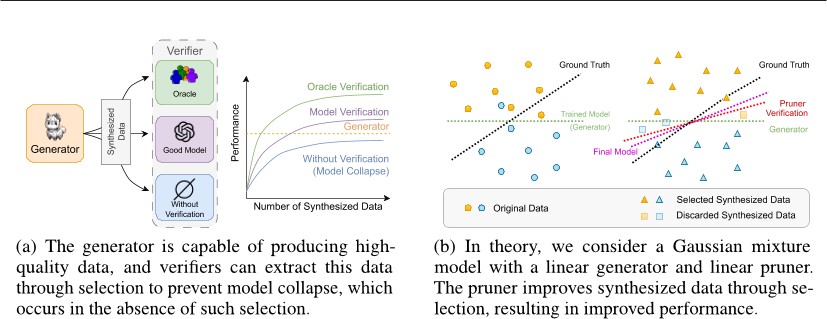 Verifier
Oracle
Generator
Synthesized
Data
Good Model
Without
Verification
Performance
Oracle Verification
Model Verification
Generator
Without Verification
(Model Collapse)
Number of Synthesized Data
(a) The generator is capable of producing high-
quality data, and verifiers can extract this data
through selection to prevent model collapse, which
occurs in the absence of such selection.
Ground Truth
Trained Model
(Generator)
Ground Truth
Pruner
Verification
Generator
Final Model
Original Data
Selected Synthesized Data
Discarded Synthesized Data
(b) In theory, we consider a Gaussian mixture
model with a linear generator and linear pruner.
The pruner improves synthesized data through se-
lection, resulting in improved performance.